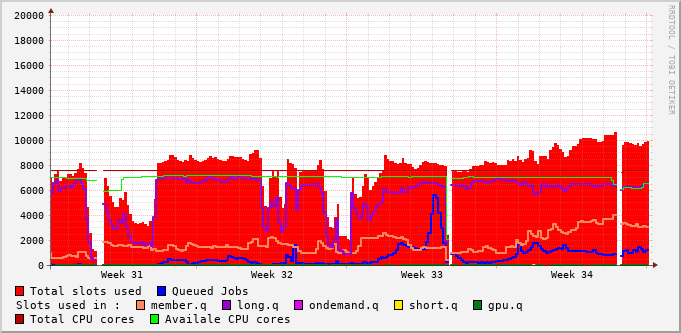 20000
18000
16000
14000
12000
10000
8000
6000
4000
2000
0
Week 31 Week 32 Week 33 Week 34
RRDTOOL / TOBI OETIKER
Total slots used Queued Jobs
Slots used in : member.q long.q ondemand.q short.q gpu.q
Total CPU cores Availale CPU cores